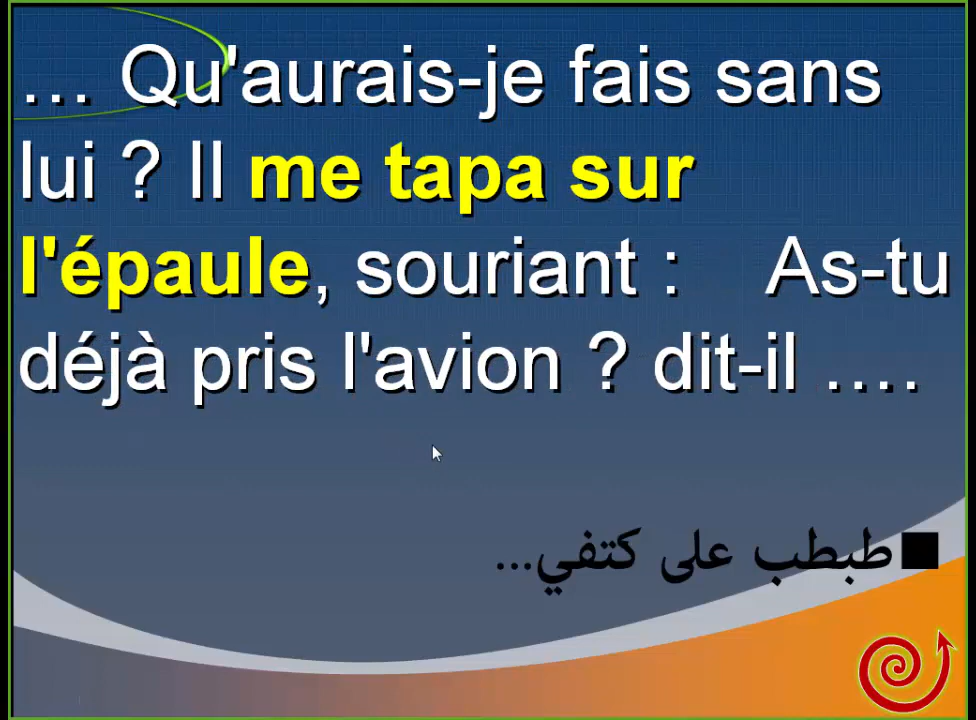 ... Qu'aurais-je fais sans
lui ? Il me tapa sur
l'épaule, souriant : As-tu
déjà pris l'avion ? dit-il ....
■طبطب على كتفي...